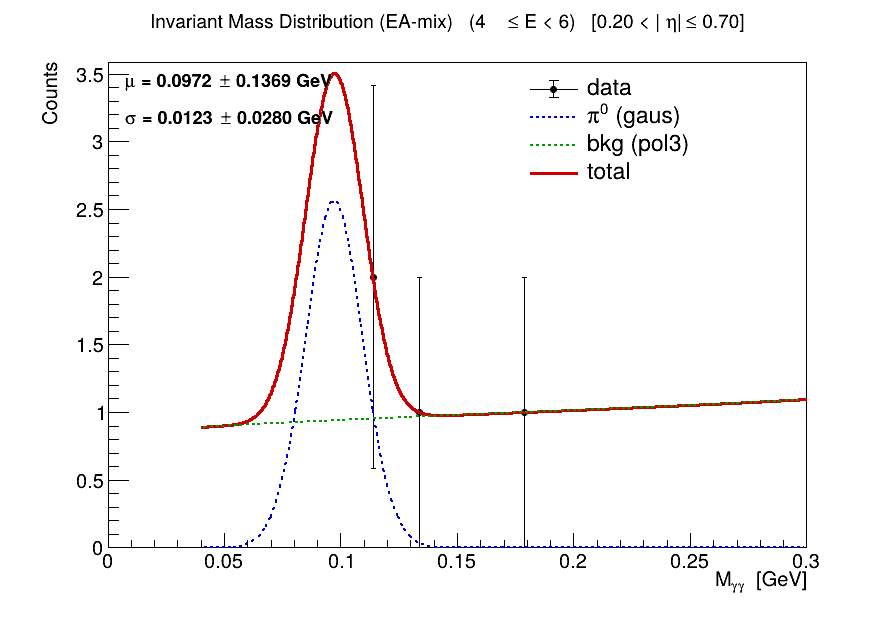 Invariant Mass Distribution (EA-mix) (4 ≤ E < 6) [0.20 < | η| ≤ 0.70]
Counts
μ = 0.0972 ± 0.1369 GeV
σ = 0.0123 ± 0.0280 GeV
data
π⁰ (gaus)
bkg (pol3)
total
3.5
3
2.5
2
1.5
1
0.5
0
0 0.05 0.1 0.15 0.2 0.25 0.3
Mγγ [GeV]